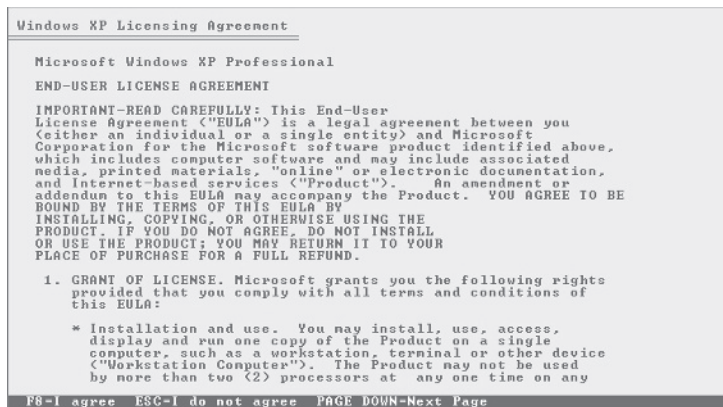 Windows XP Licensing Agreement
Microsoft Windows XP Professional
END-USER LICENSE AGREEMENT
IMPORTANT-READ CAREFULLY: This End-User
License Agreement ("EULA") is a legal agreement between you
(either an individual or a single entity) and Microsoft
Corporation for the Microsoft software product identified above,
which includes computer software and may include associated
media, printed materials, "online" or electronic documentation,
and Internet-based services ("Product"). An amendment or
addendum to this EULA may accompany the Product. YOU AGREE TO BE
BOUND BY THE TERMS OF THIS EULA BY
INSTALLING, COPYING, OR OTHERWISE USING THE
PRODUCT. IF YOU DO NOT AGREE, DO NOT INSTALL
OR USE THE PRODUCT; YOU MAY RETURN IT TO YOUR
PLACE OF PURCHASE FOR A FULL REFUND.
1. GRANT OF LICENSE. Microsoft grants you the following rights
provided that you comply with all terms and conditions of
this EULA:
* Installation and use. You may install, use, access,
display and run one copy of the Product on a single
computer, such as a workstation, terminal or other device
("Workstation Computer"). The Product may not be used
by more than two (2) processors at any one time on any
F8=I agree ESC=I do not agree PAGE DOWN=Next Page